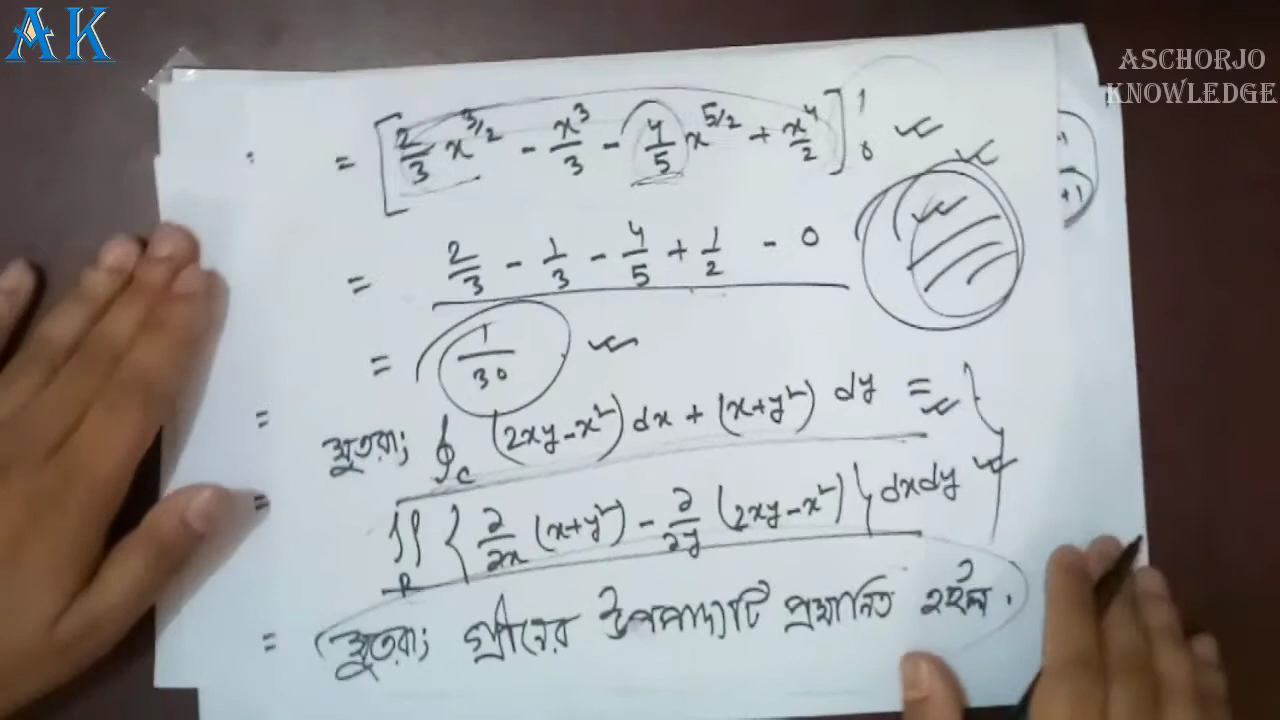 AK
ASCHORJO
KNOWLEDGE
= [2/3 x^{3/2} - x^3/3 - 4/5 x^{5/2} + x^4/2]_0^1
= 2/3 - 1/3 - 4/5 + 1/2 - 0
= 1/30
সুতরাং ∮_C (2xy-x²)dx + (x+y²) dy =
∬_R { ∂/∂x (x+y²) - ∂/∂y (2xy-x²) } dxdy
সুতরাং গ্রীনের উপপাদ্যটি প্রমানিত হইল.